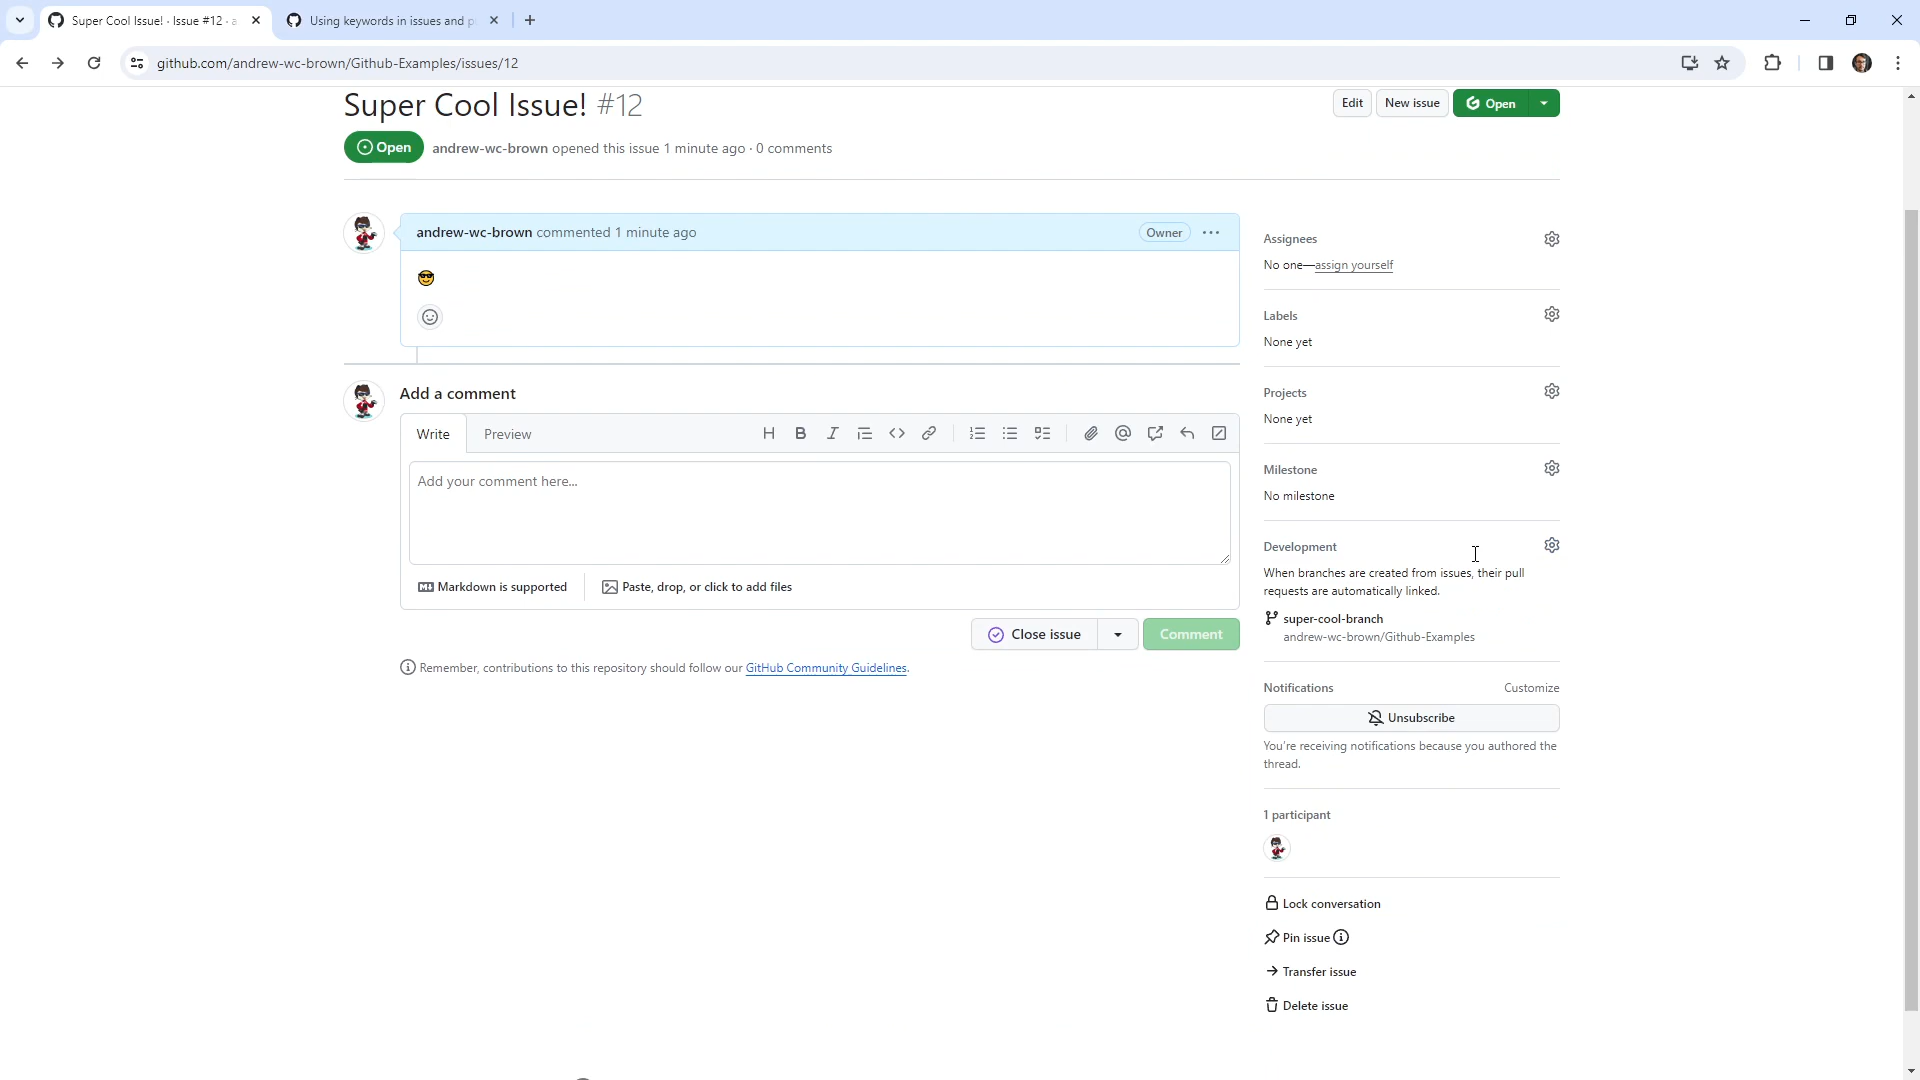 Super Cool Issue! · Issue #12 · a
Using keywords in issues and p
github.com/andrew-wc-brown/Github-Examples/issues/12
Super Cool Issue! #12
Edit
New issue
Open
Open
andrew-wc-brown opened this issue 1 minute ago · 0 comments
andrew-wc-brown commented 1 minute ago
Owner
Assignees
No one—assign yourself
Labels
None yet
Projects
None yet
Milestone
No milestone
Development
When branches are created from issues, their pull
requests are automatically linked.
super-cool-branch
andrew-wc-brown/Github-Examples
Notifications
Customize
Unsubscribe
You're receiving notifications because you authored the
thread.
1 participant
Lock conversation
Pin issue
Transfer issue
Delete issue
Add a comment
Write
Preview
Add your comment here...
Markdown is supported
Paste, drop, or click to add files
Close issue
Comment
Remember, contributions to this repository should follow our GitHub Community Guidelines.